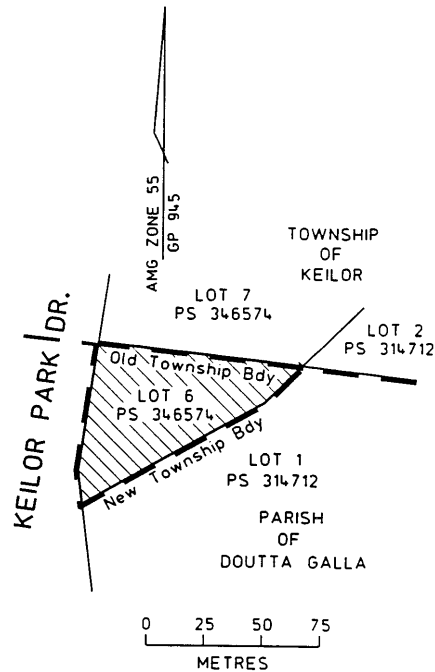 AMG ZONE 55
GP 945
TOWNSHIP
OF
KEILOR
LOT 7
PS 346574
KEILOR PARK DR.
LOT 2
PS 314712
Old Township Bdy
LOT 6
PS 346574
New Township Bdy
LOT 1
PS 314712
PARISH
OF
DOUTTA GALLA
0 25 50 75
METRES